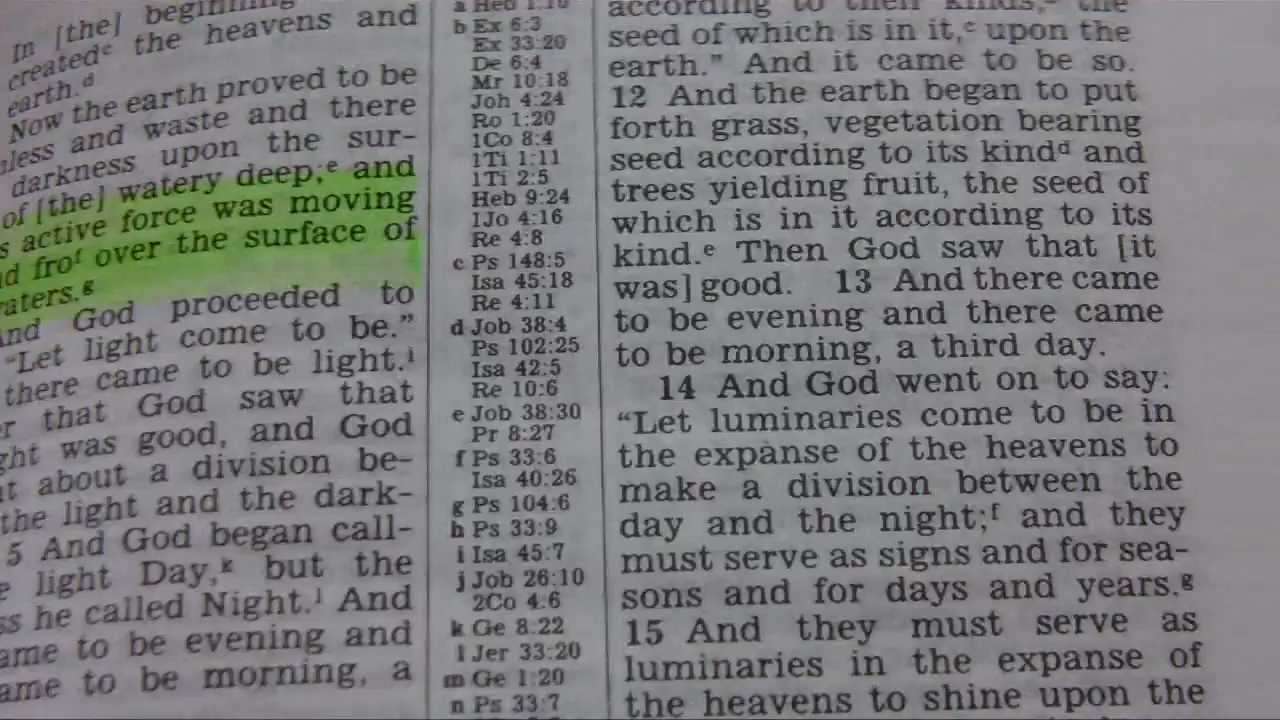 In [the] beginning
createdᶜ the heavens and
earth.ᵈ
Now the earth proved to be
and waste and there
darkness upon the sur-
of [the] watery deep;ᵉ and
active force was moving
froᶠ over the surface of
God proceeded to
"Let light come to be."
there came to be light.ⁱ
that God saw that
was good, and God
about a division be-
the light and the dark-
5 And God began call-
light Day,ᵏ but the
he called Night.ˡ And
to be evening and
to be morning, a
b Ex 6:3
Ex 33:20
De 6:4
Mr 10:18
Joh 4:24
Ro 1:20
1Co 8:4
1Ti 1:11
1Ti 2:5
Heb 9:24
1Jo 4:16
Re 4:8
c Ps 148:5
Isa 45:18
Re 4:11
d Job 38:4
Ps 102:25
Isa 42:5
Re 10:6
e Job 38:30
Pr 8:27
f Ps 33:6
Isa 40:26
g Ps 104:6
h Ps 33:9
i Isa 45:7
j Job 26:10
2Co 4:6
k Ge 8:22
l Jer 33:20
m Ge 1:20
n Ps 33:7
according to their kinds, the
seed of which is in it,ᶜ upon the
earth." And it came to be so.
12 And the earth began to put
forth grass, vegetation bearing
seed according to its kindᵈ and
trees yielding fruit, the seed of
which is in it according to its
kind.ᵉ Then God saw that [it
was] good. 13 And there came
to be evening and there came
to be morning, a third day.
14 And God went on to say:
"Let luminaries come to be in
the expanse of the heavens to
make a division between the
day and the night;ᶠ and they
must serve as signs and for sea-
sons and for days and years.ᵍ
15 And they must serve as
luminaries in the expanse of
the heavens to shine upon the